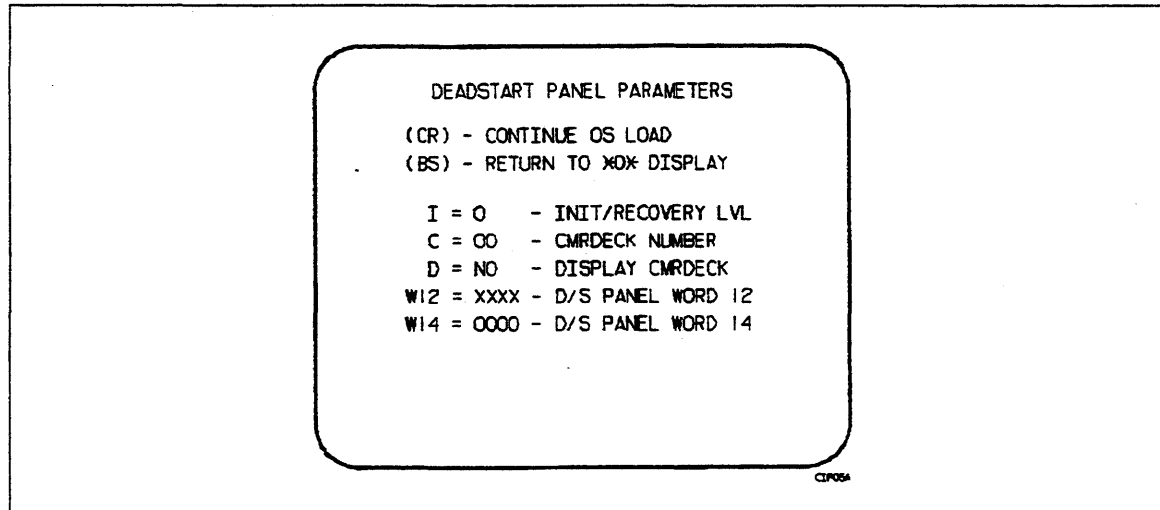 DEADSTART PANEL PARAMETERS
(CR) - CONTINUE OS LOAD
(BS) - RETURN TO *O* DISPLAY
I = 0 - INIT/RECOVERY LVL
C = 00 - CMRDECK NUMBER
D = NO - DISPLAY CMRDECK
W12 = XXXX - D/S PANEL WORD 12
W14 = 0000 - D/S PANEL WORD 14
CIP05A